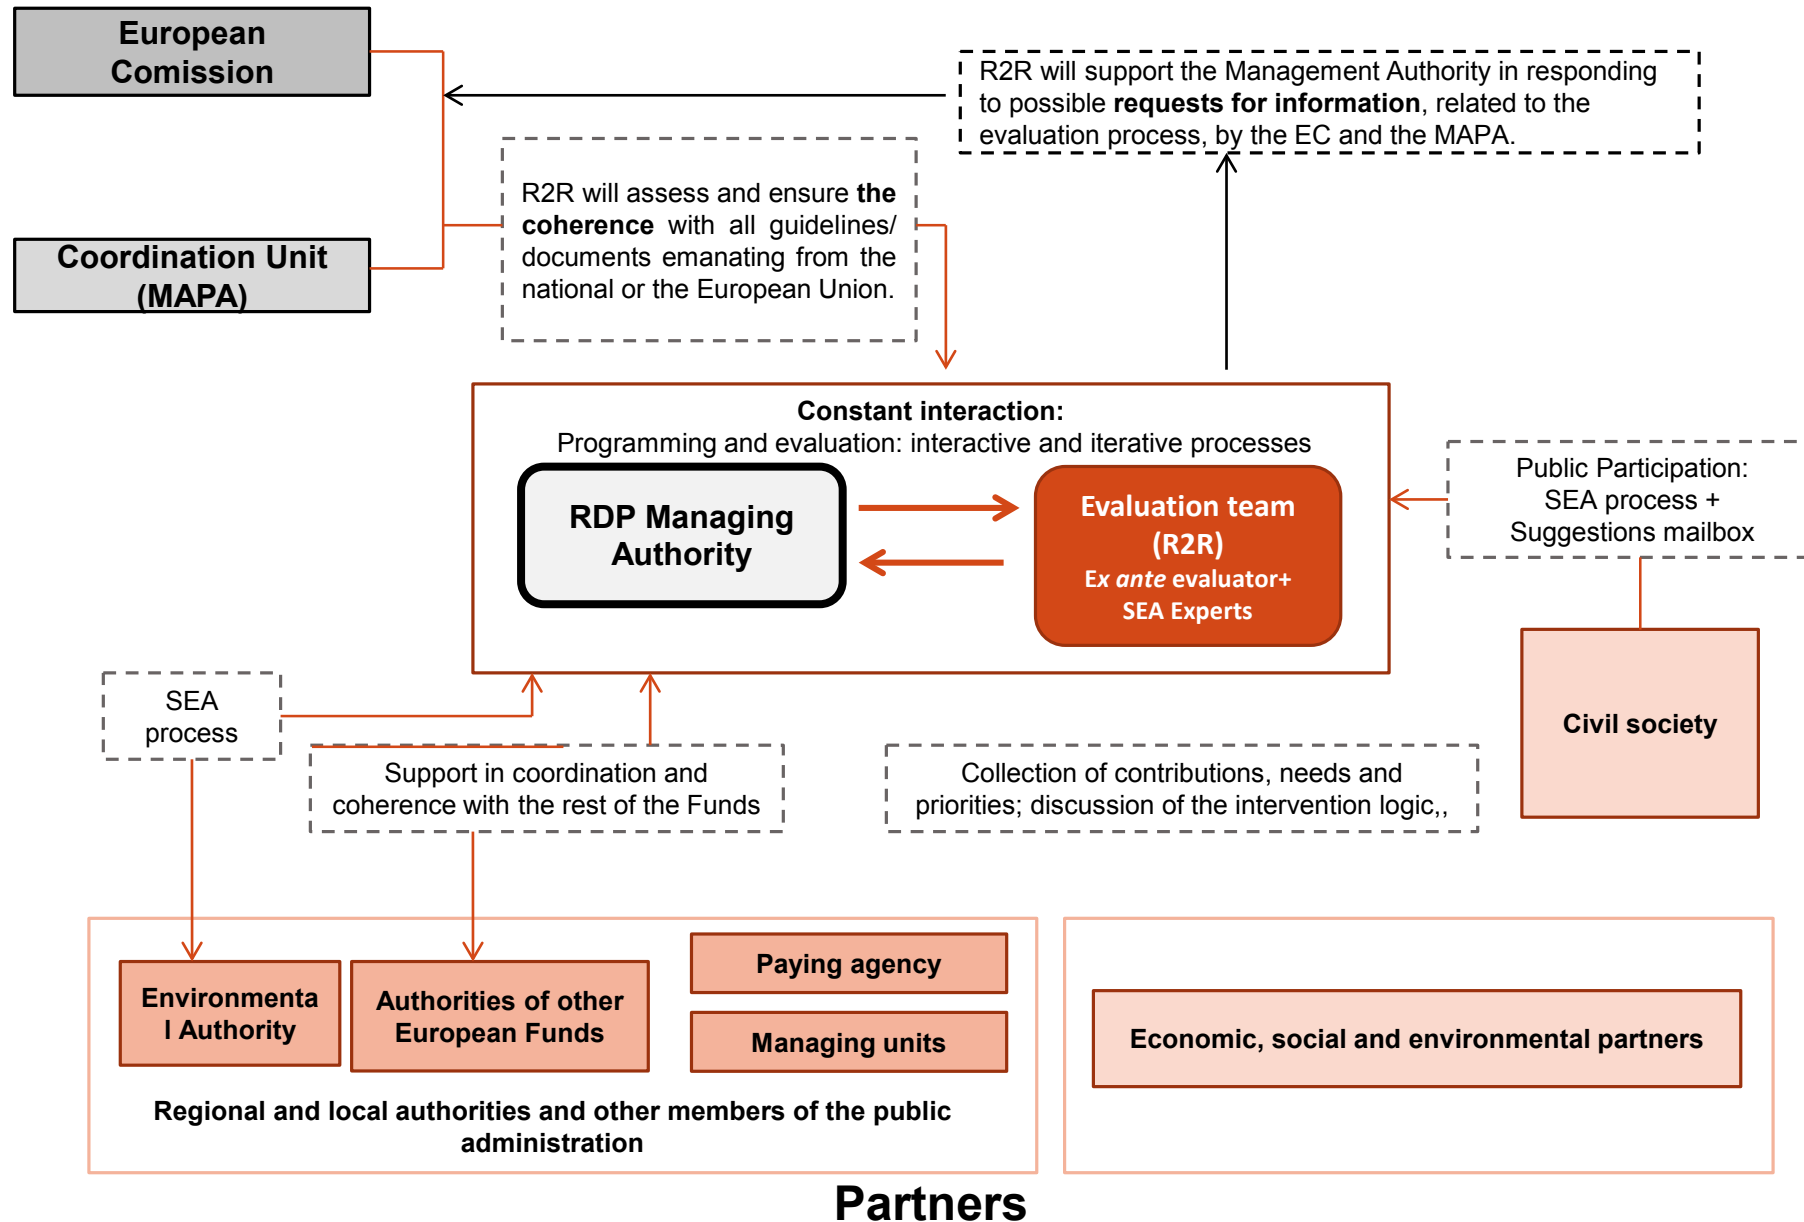 European
Comission
R2R will support the Management Authority in responding
to possible requests for information, related to the
evaluation process, by the EC and the MAPA.
R2R will assess and ensure the
coherence with all guidelines/
documents emanating from the
national or the European Union.
Coordination Unit
(MAPA)
Constant interaction:
Programming and evaluation: interactive and iterative processes
RDP Managing
Authority
Evaluation team
(R2R)
Ex ante evaluator+
SEA Experts
Public Participation:
SEA process +
Suggestions mailbox
Civil society
SEA
process
Support in coordination and
coherence with the rest of the Funds
Collection of contributions, needs and
priorities; discussion of the intervention logic,,
Environmenta
l Authority
Authorities of other
European Funds
Paying agency
Managing units
Regional and local authorities and other members of the public
administration
Economic, social and environmental partners
Partners